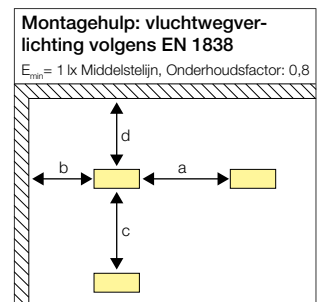 Montagehulp: vluchtwegver-
lichting volgens EN 1838
Emin= 1 lx Middelstelijn, Onderhoudsfactor: 0,8
d
b
a
c